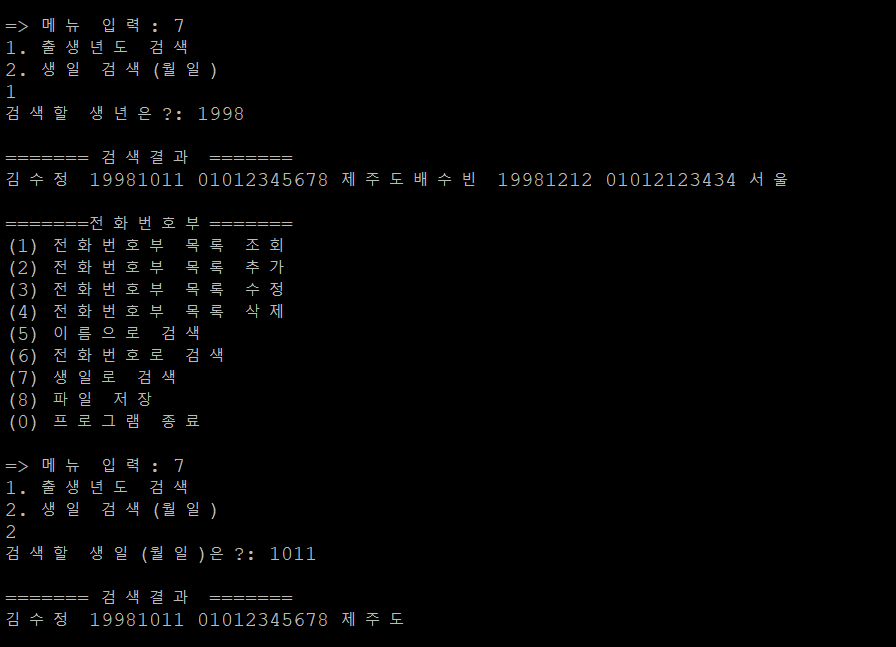 => 메뉴 입력 : 7
1. 출생년도 검색
2. 생일 검색(월일)
1
검색할 생년은?: 1998
======= 검색결과 =======
김수정 19981011 01012345678 제주도배수빈 19981212 01012123434 서울
=======전화번호부=======
(1) 전화번호부 목록 조회
(2) 전화번호부 목록 추가
(3) 전화번호부 목록 수정
(4) 전화번호부 목록 삭제
(5) 이름으로 검색
(6) 전화번호로 검색
(7) 생일로 검색
(8) 파일 저장
(0) 프로그램 종료
=> 메뉴 입력 : 7
1. 출생년도 검색
2. 생일 검색(월일)
2
검색할 생일(월일)은?: 1011
======= 검색결과 =======
김수정 19981011 01012345678 제주도